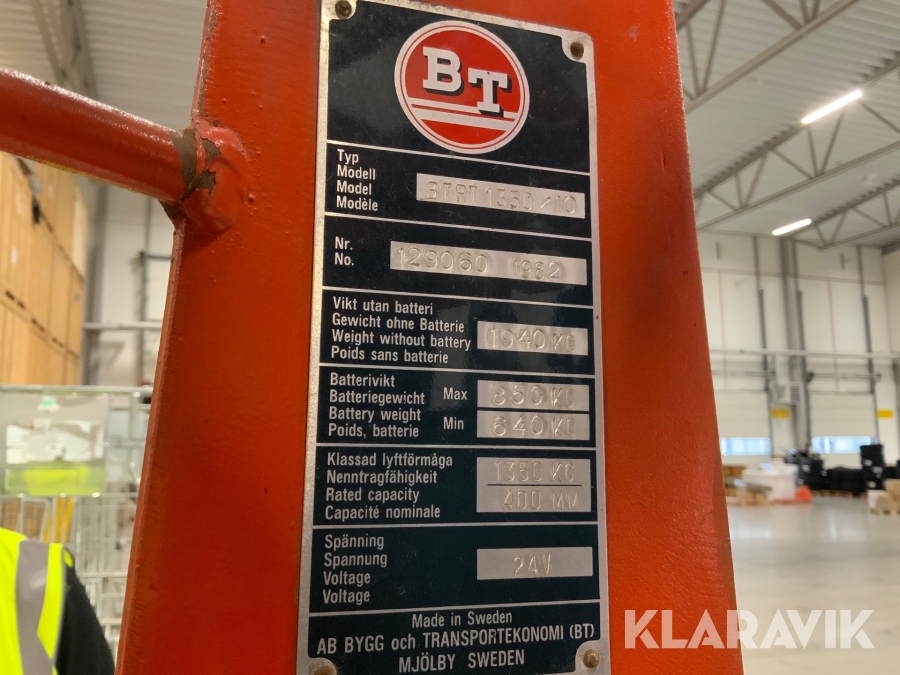 BT
Typ
Modell
Model
Modèle
BTRT 1350/10
Nr.
No.
129060 1982
Vikt utan batteri
Gewicht ohne Batterie
Weight without battery
Poids sans batterie
1940 KG
Batterivikt
Batteriegewicht
Battery weight
Poids, batterie
Max
850 KG
Min
640 KG
Klassad lyftförmåga
Nenntragfähigkeit
Rated capacity
Capacité nominale
1350 KG
400 MM
Spänning
Spannung
Voltage
Voltage
24V
Made in Sweden
AB BYGG och TRANSPORTEKONOMI (BT)
MJÖLBY SWEDEN
KLARAVIK